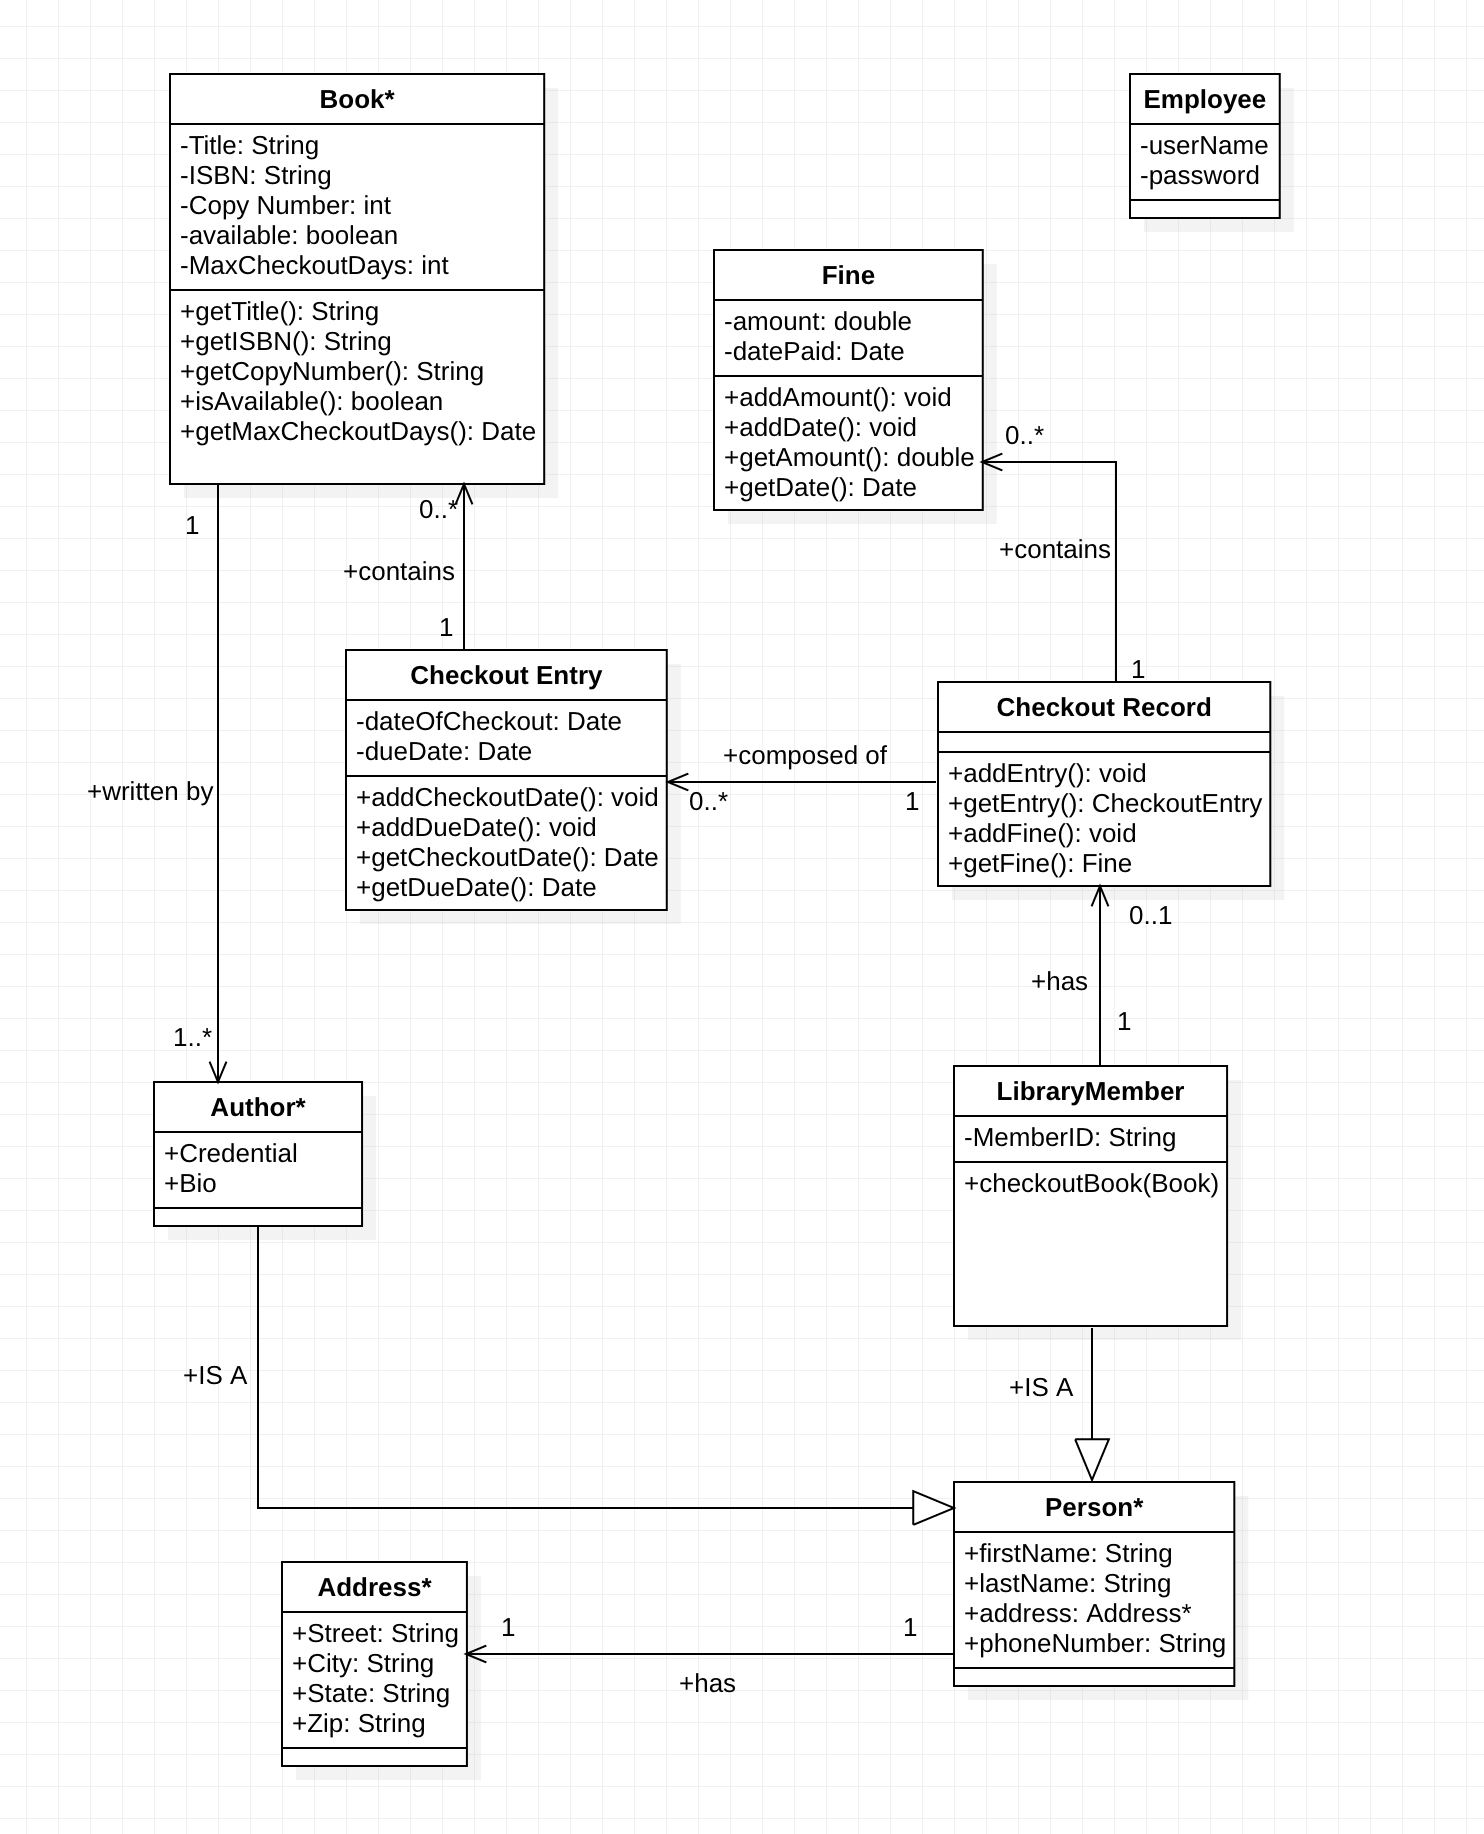 Book*
-Title: String
-ISBN: String
-Copy Number: int
-available: boolean
-MaxCheckoutDays: int
+getTitle(): String
+getISBN(): String
+getCopyNumber(): String
+isAvailable(): boolean
+getMaxCheckoutDays(): Date
Employee
-userName
-password
Fine
-amount: double
-datePaid: Date
+addAmount(): void
+addDate(): void
+getAmount(): double
+getDate(): Date
0..*
+contains
1
1
0..*
+contains
1
Checkout Entry
-dateOfCheckout: Date
-dueDate: Date
+addCheckoutDate(): void
+addDueDate(): void
+getCheckoutDate(): Date
+getDueDate(): Date
+composed of
0..*
1
Checkout Record
+addEntry(): void
+getEntry(): CheckoutEntry
+addFine(): void
+getFine(): Fine
+written by
1..*
0..1
+has
1
Author*
+Credential
+Bio
LibraryMember
-MemberID: String
+checkoutBook(Book)
+IS A
+IS A
Person*
+firstName: String
+lastName: String
+address: Address*
+phoneNumber: String
Address*
+Street: String
+City: String
+State: String
+Zip: String
1
1
+has